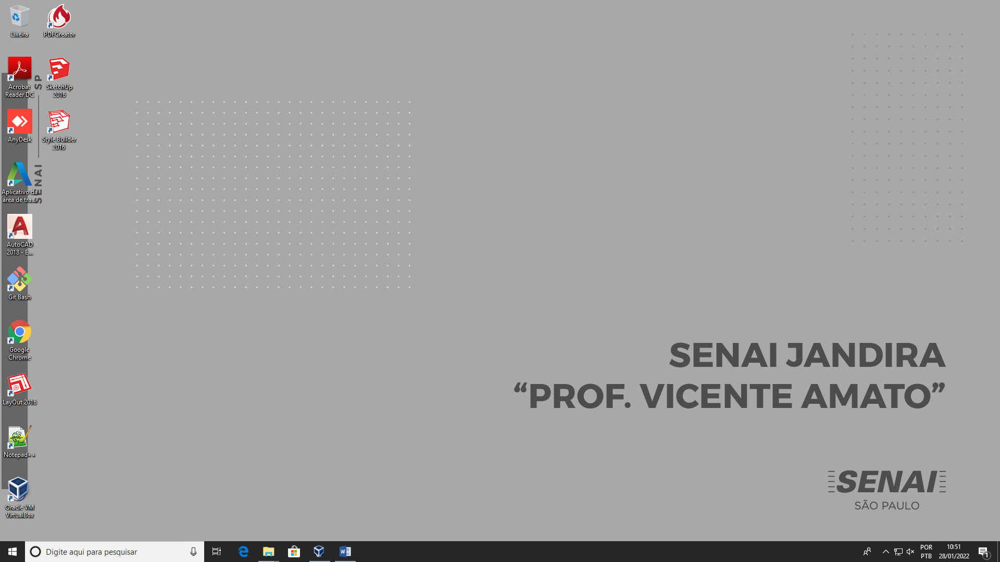 Lixeira
PDFCreator
Acrobat
Reader DC
SP
SketchUp
2016
AnyDesk
Style Builder
2016
SENAI
Aplicativo da
área de tra...
AutoCAD
2018 - E...
Git Bash
Google
Chrome
LayOut 2016
Notepad++
Oracle VM
VirtualBox
SENAI JANDIRA
“PROF. VICENTE AMATO”
SENAI
SÃO PAULO
Digite aqui para pesquisar
POR
PTB
10:51
28/01/2022
1